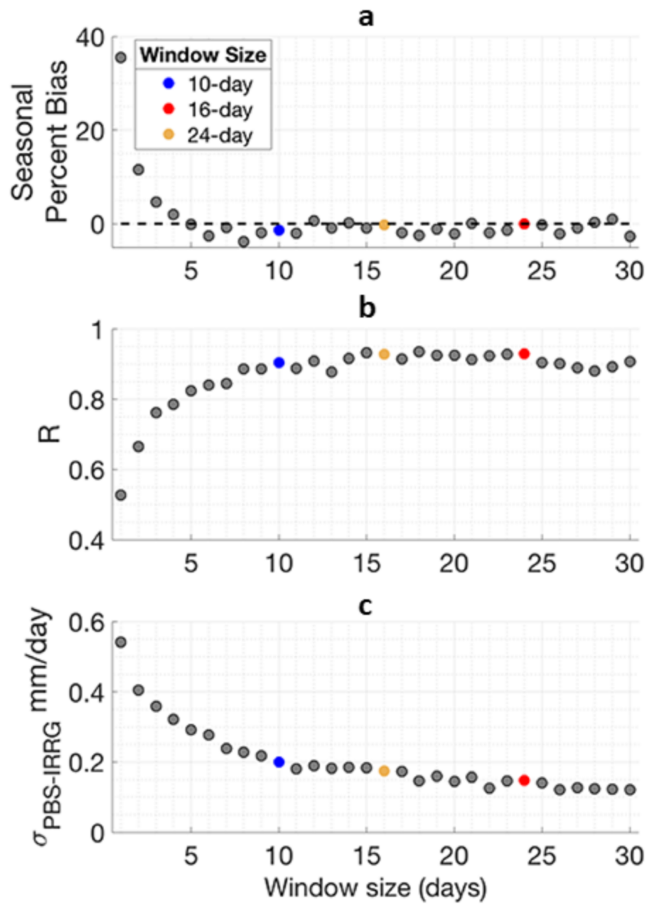 a
Seasonal
Percent Bias
40
20
0
Window Size
10-day
16-day
24-day
5 10 15 20 25 30
b
R
1
0.8
0.6
0.4
5 10 15 20 25 30
c
σPBS-IRRG mm/day
0.6
0.4
0.2
0
5 10 15 20 25 30
Window size (days)